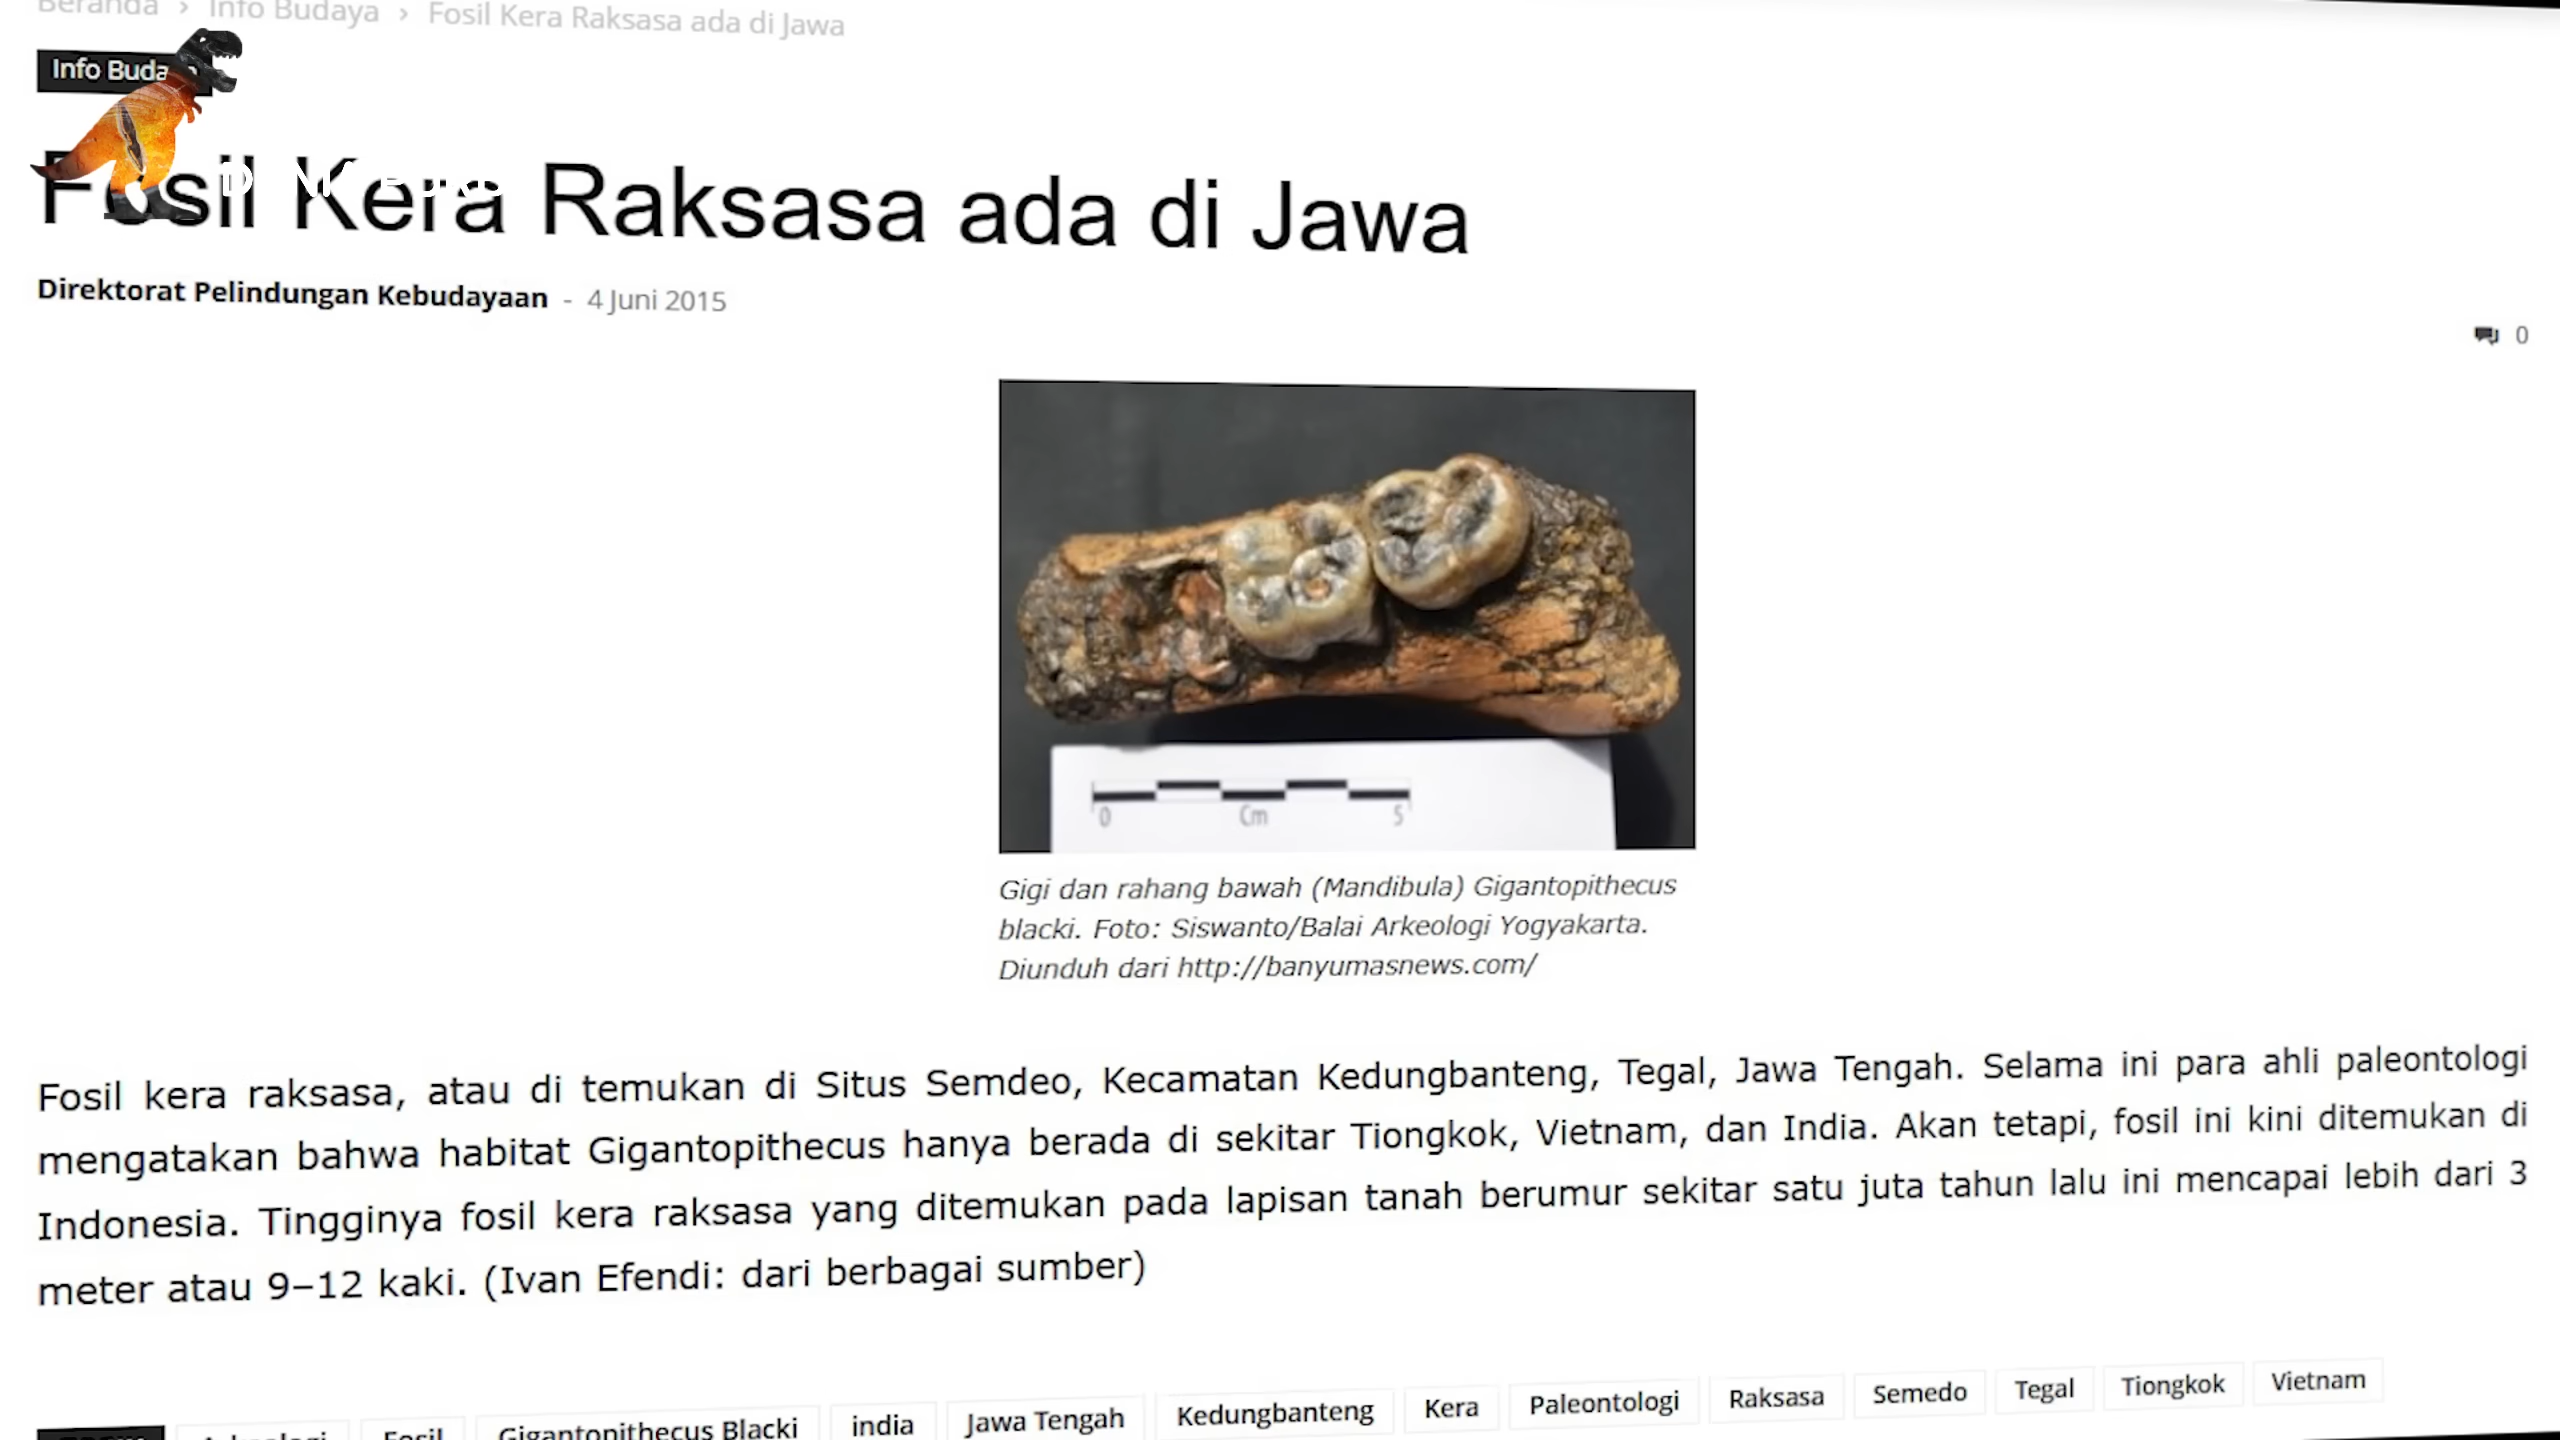 Beranda > Info Budaya > Fosil Kera Raksasa ada di Jawa
Info
Fosil Kera Raksasa ada di Jawa
Direktorat Pelindungan Kebudayaan - 4 Juni 2015
0
0 Cm 5
Gigi dan rahang bawah (Mandibula) Gigantopithecus
blacki. Foto: Siswanto/Balai Arkeologi Yogyakarta.
Diunduh dari http://banyumasnews.com/
Fosil kera raksasa, atau di temukan di Situs Semdeo, Kecamatan Kedungbanteng, Tegal, Jawa Tengah. Selama ini para ahli paleontologi
mengatakan bahwa habitat Gigantopithecus hanya berada di sekitar Tiongkok, Vietnam, dan India. Akan tetapi, fosil ini kini ditemukan di
Indonesia. Tingginya fosil kera raksasa yang ditemukan pada lapisan tanah berumur sekitar satu juta tahun lalu ini mencapai lebih dari 3
meter atau 9–12 kaki. (Ivan Efendi: dari berbagai sumber)
Arkeologi Fosil Gigantopithecus Blacki india Jawa Tengah Kedungbanteng Kera Paleontologi Raksasa Semedo Tegal Tiongkok Vietnam